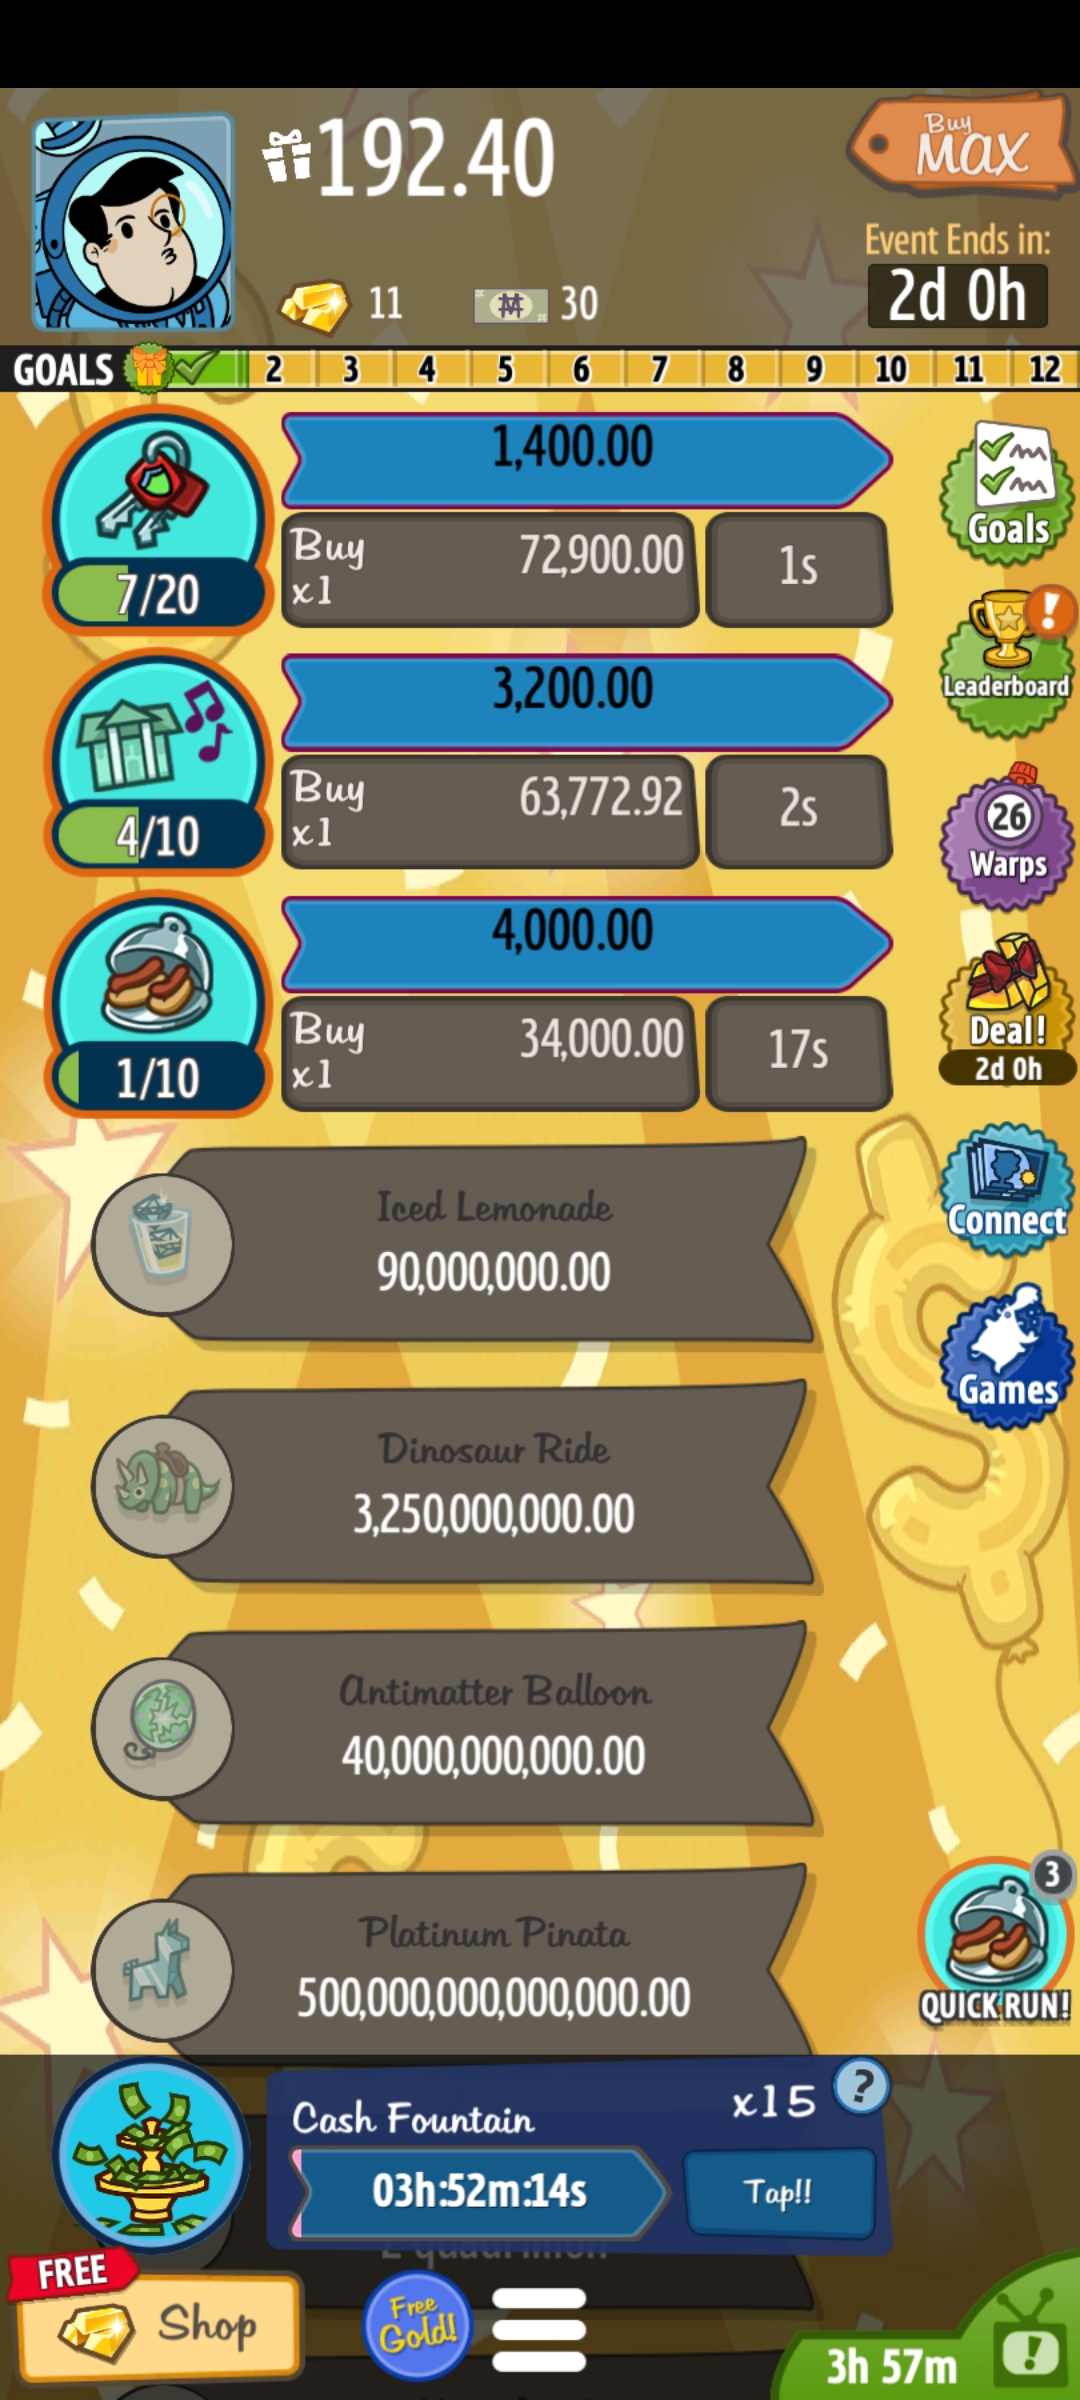 192.40
Buy
MAX
Event Ends in:
2d 0h
11
30
GOALS 2 3 4 5 6 7 8 9 10 11 12
1,400.00
Buy
x1
72,900.00
1s
7/20
Goals
3,200.00
Buy
x1
63,772.92
2s
4/10
Leaderboard
26
Warps
4,000.00
Buy
x1
34,000.00
17s
1/10
Deal!
2d 0h
Iced Lemonade
90,000,000.00
Connect
Dinosaur Ride
3,250,000,000.00
Games
Antimatter Balloon
40,000,000,000.00
Platinum Pinata
500,000,000,000,000.00
3
QUICK RUN!
Cash Fountain
x15
?
03h:52m:14s
Tap!!
FREE
Shop
Free
Gold!
3h 57m